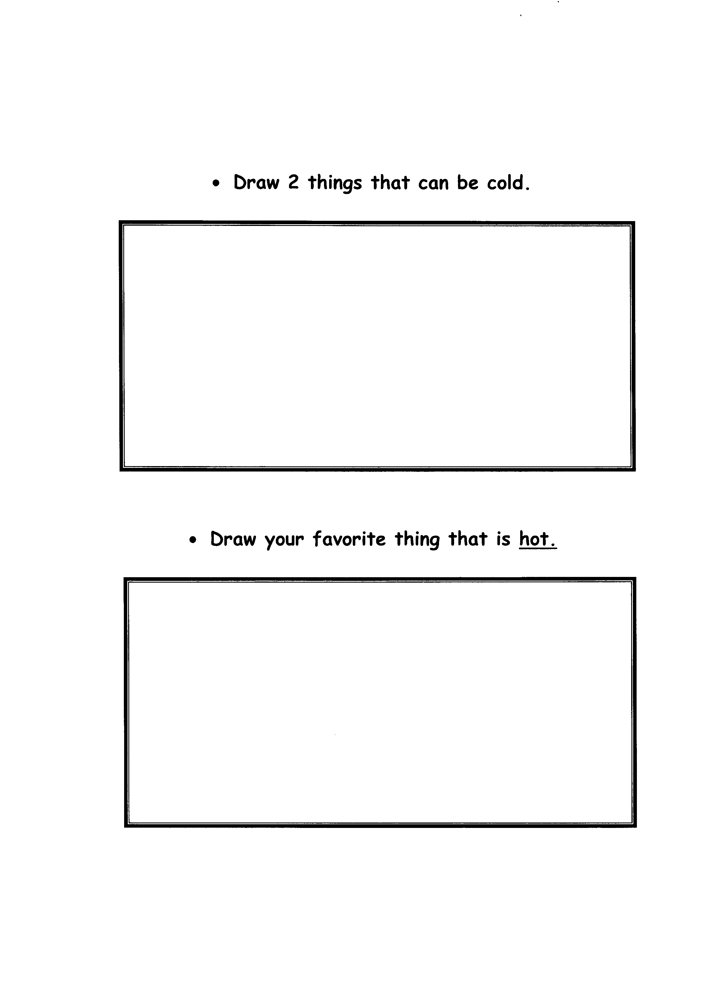 • Draw 2 things that can be cold.
• Draw your favorite thing that is hot.